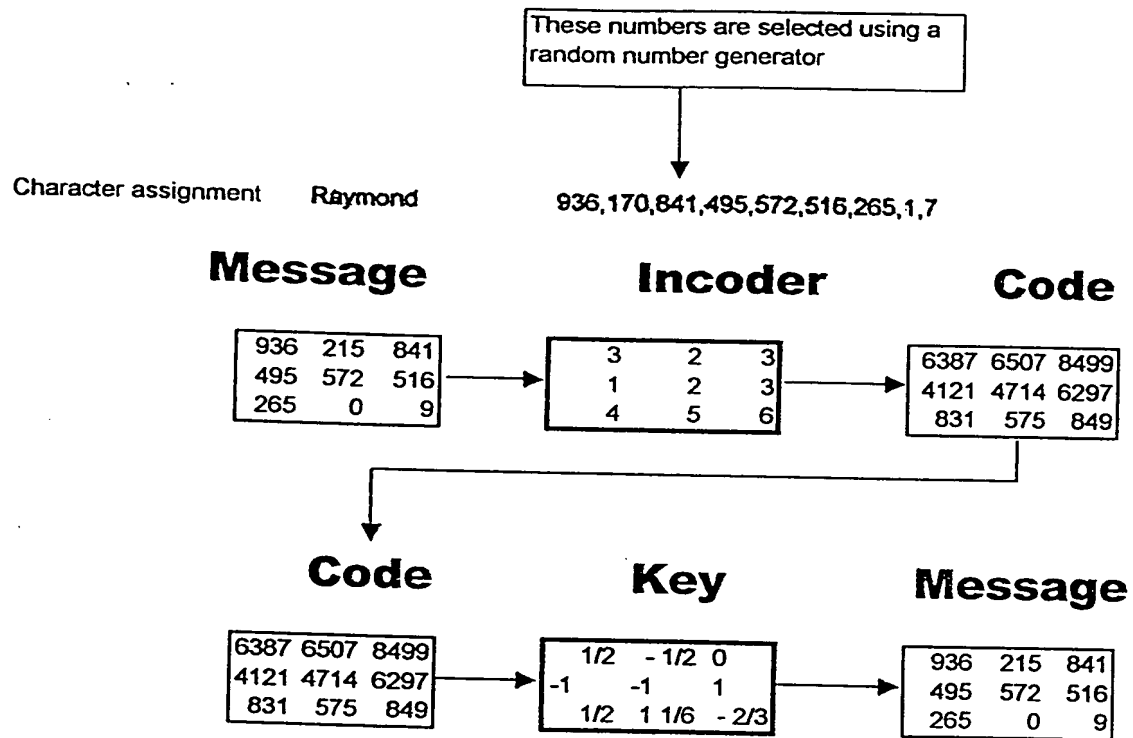 These numbers are selected using a
random number generator
Character assignment Raymond 936,170,841,495,572,516,265,1,7
Message Incoder Code
936 215 841
495 572 516
265 0 9
3 2 3
1 2 3
4 5 6
6387 6507 8499
4121 4714 6297
831 575 849
Code Key Message
6387 6507 8499
4121 4714 6297
831 575 849
1/2 - 1/2 0
-1 -1 1
1/2 1 1/6 - 2/3
936 215 841
495 572 516
265 0 9